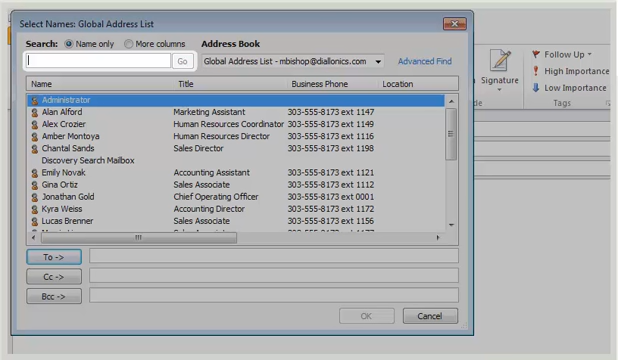 Select Names: Global Address List
Search: Name only More columns Address Book
Go Global Address List - mbishop@diallonics.com Advanced Find
Name Title Business Phone Location
Administrator
Alan Alford Marketing Assistant 303-555-8173 ext 1147
Alex Crozier Human Resources Coordinator 303-555-8173 ext 1149
Amber Montoya Human Resources Director 303-555-8173 ext 1116
Chantal Sands Sales Director 303-555-8173 ext 1198
Discovery Search Mailbox
Emily Novak Accounting Assistant 303-555-8173 ext 1121
Gina Ortiz Sales Associate 303-555-8173 ext 1112
Jonathan Gold Chief Operating Officer 303-555-8173 ext 0001
Kyra Weiss Accounting Director 303-555-8173 ext 1172
Lucas Brenner Sales Associate 303-555-8173 ext 1156
To ->
Cc ->
Bcc ->
OK Cancel
Signature
Follow Up
High Importance
Low Importance
Tags